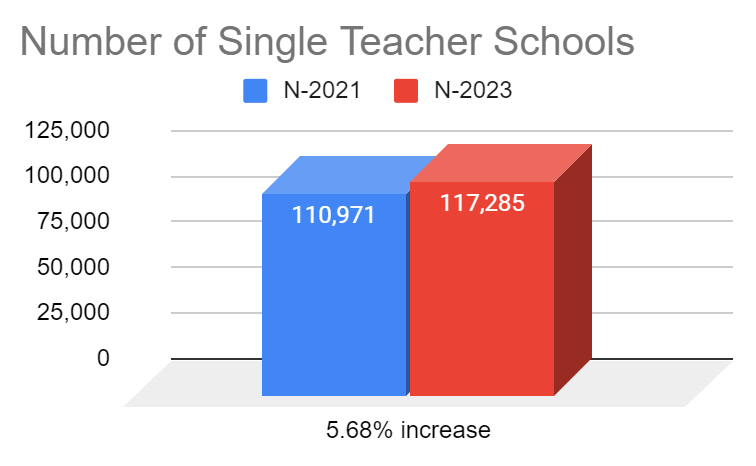 Number of Single Teacher Schools
N-2021 N-2023
125,000
100,000
75,000
50,000
25,000
0
110,971
117,285
5.68% increase